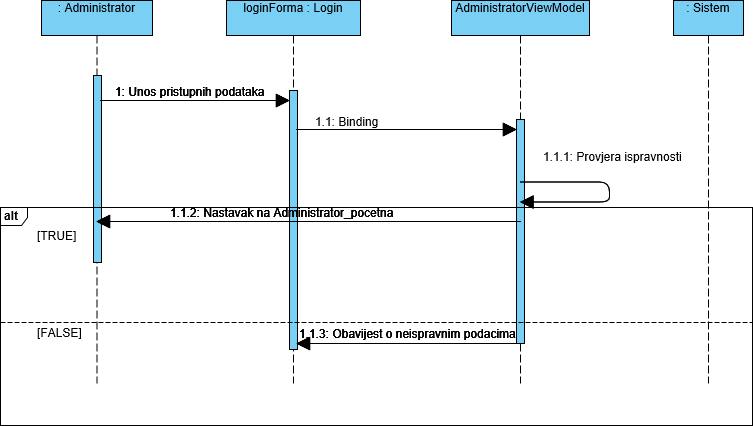 : Administrator
loginForma : Login
AdministratorViewModel
: Sistem
1: Unos pristupnih podataka
1.1: Binding
1.1.1: Provjera ispravnosti
alt
1.1.2: Nastavak na Administrator_pocetna
[TRUE]
[FALSE]
1.1.3: Obavijest o neispravnim podacima